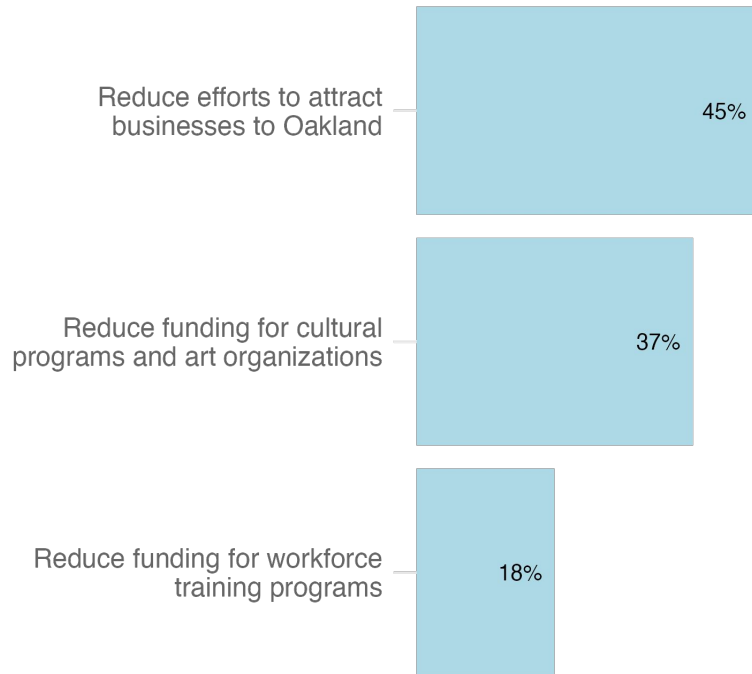 Reduce efforts to attract
businesses to Oakland
45%
Reduce funding for cultural
programs and art organizations
37%
Reduce funding for workforce
training programs
18%